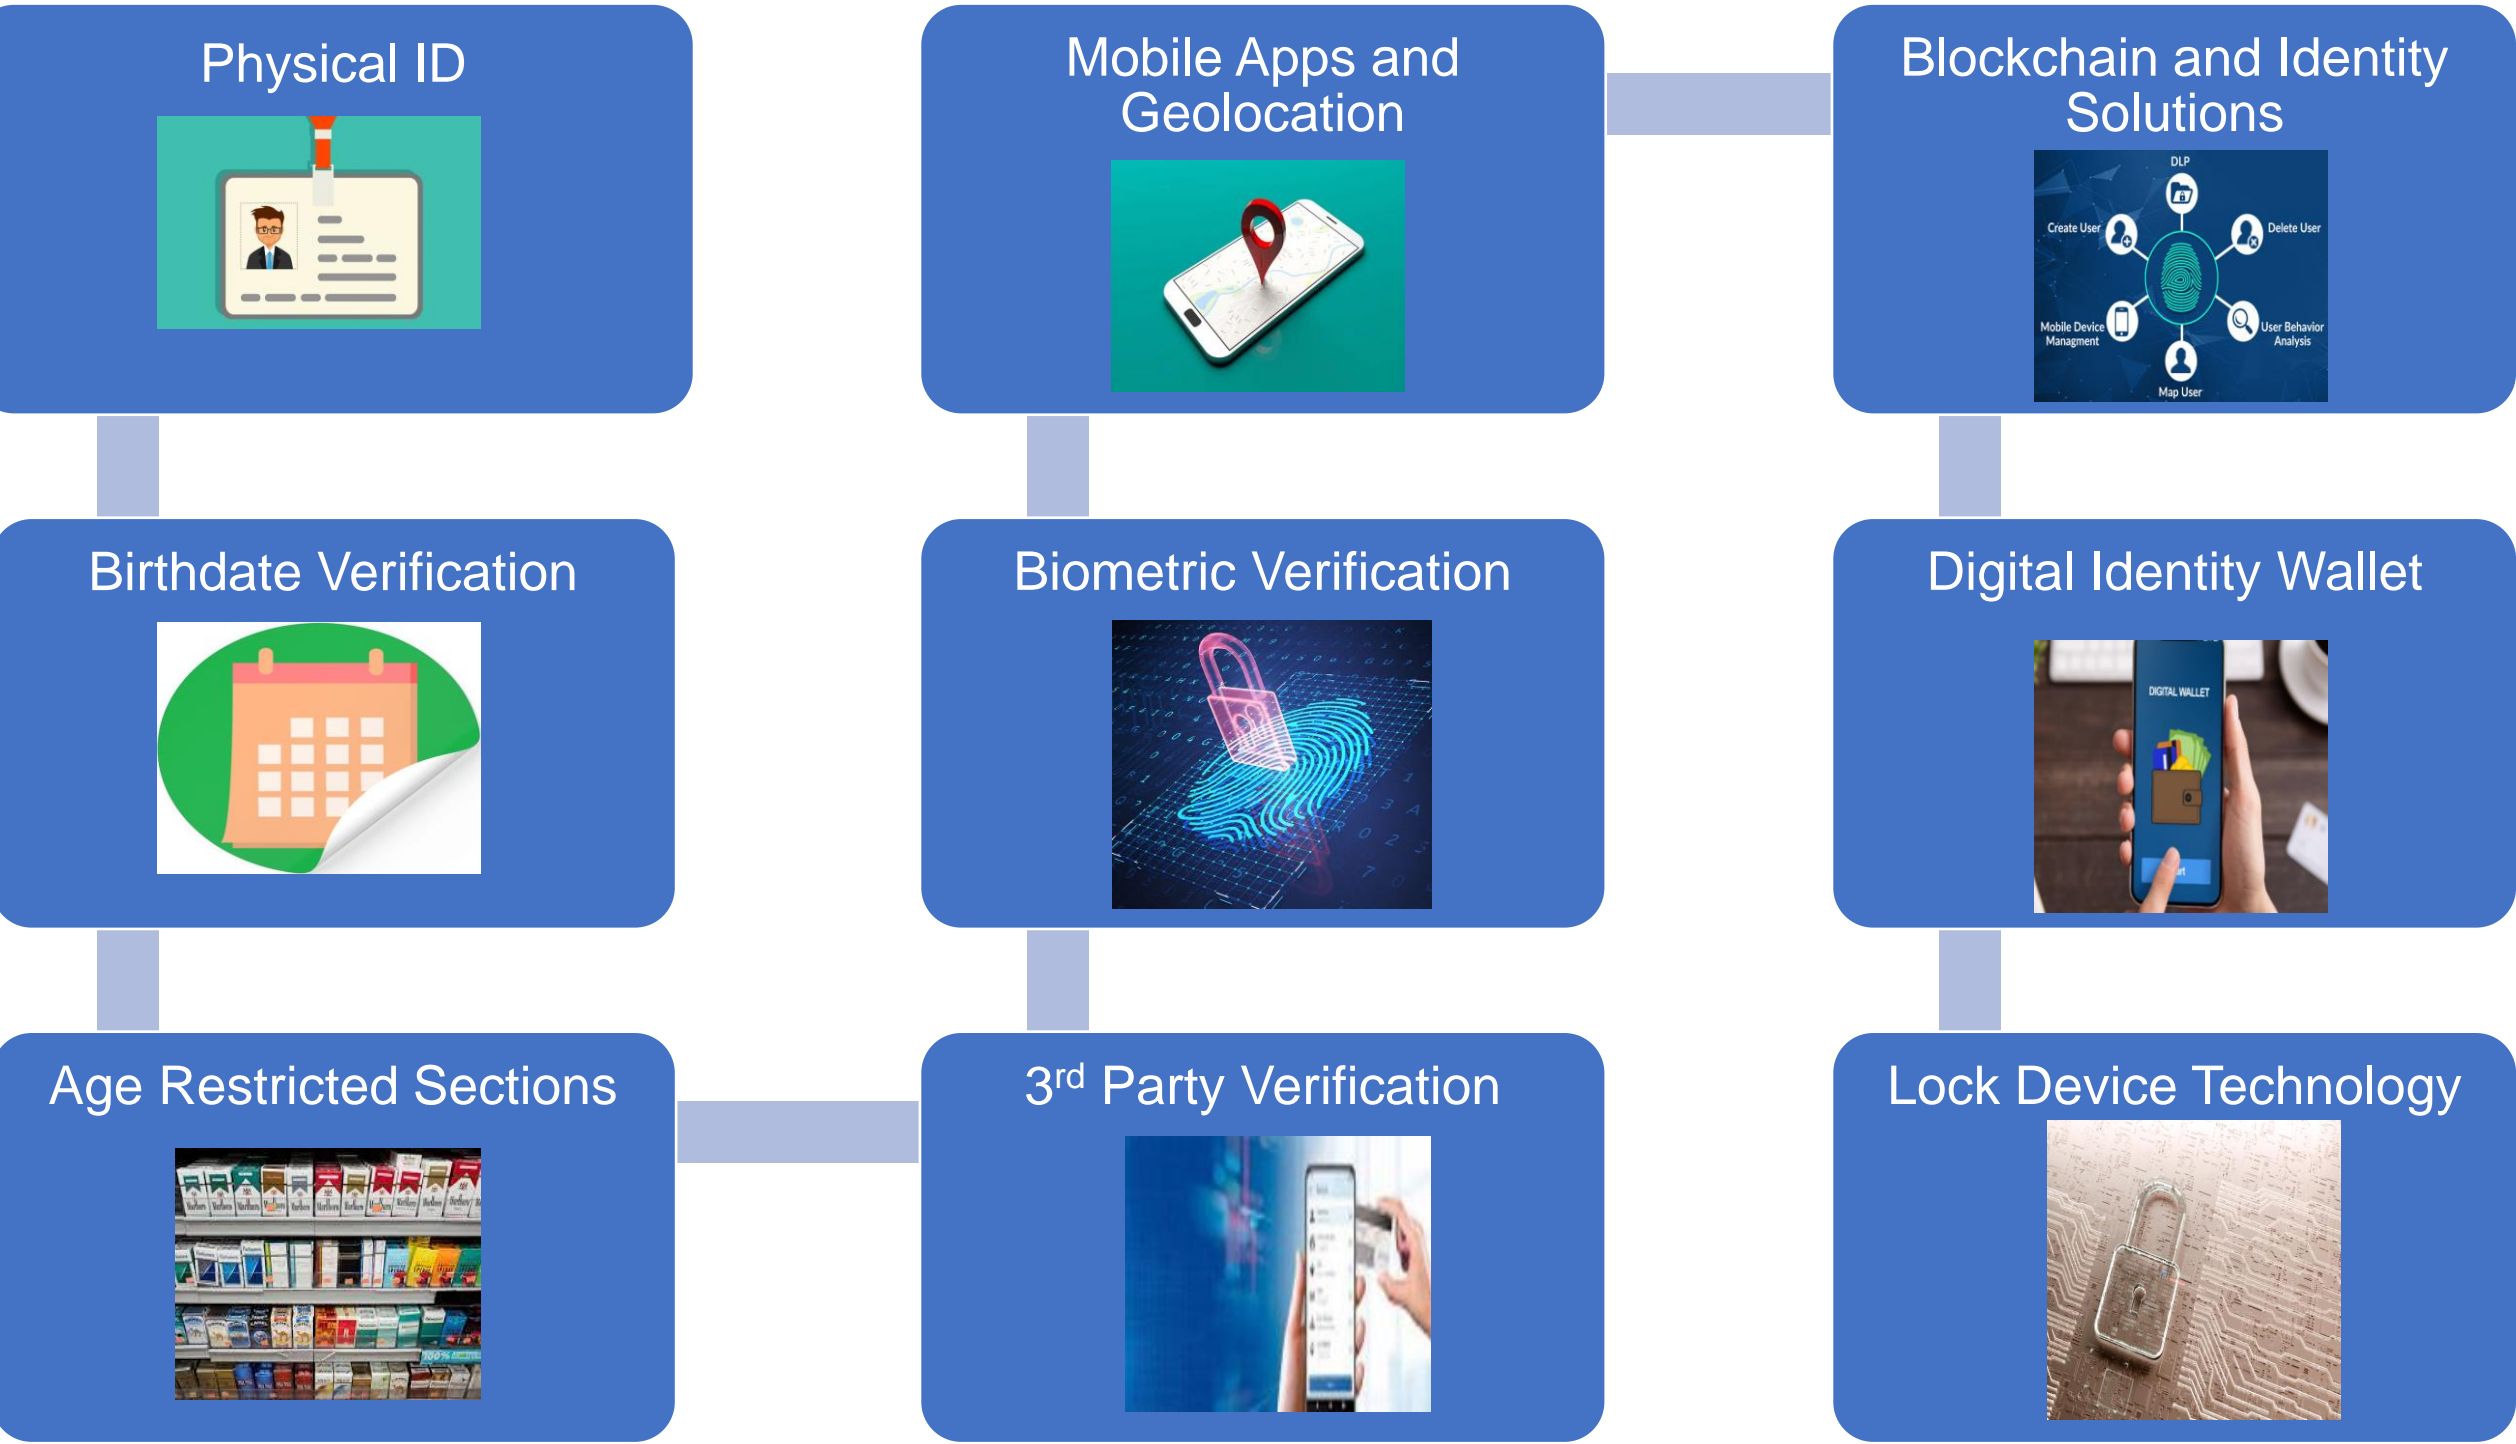 Physical ID
Birthdate Verification
Age Restricted Sections
3rd Party Verification
Biometric Verification
Mobile Apps and
Geolocation
Blockchain and Identity
Solutions
DLP
Create User
Delete User
Mobile Device
Managment
User Behavior
Analysis
Map User
Digital Identity Wallet
DIGITAL WALLET
Lock Device Technology